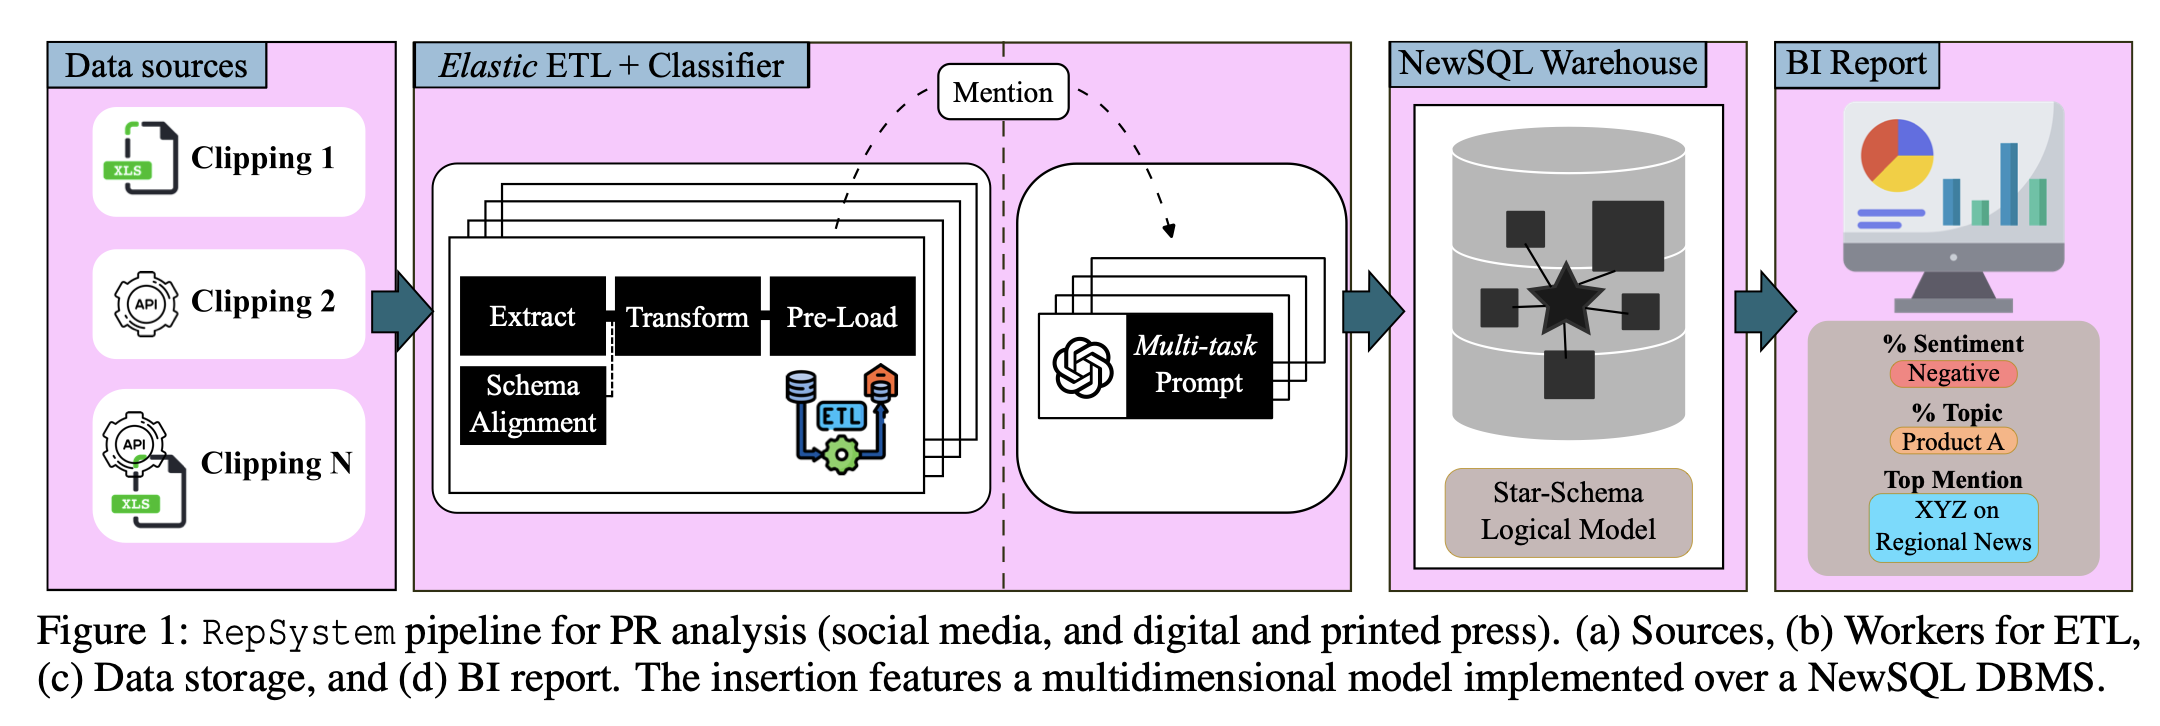 Data sources
XLS
Clipping 1
API
Clipping 2
API
XLS
Clipping N
Elastic ETL + Classifier
Mention
Extract
Transform
Pre-Load
Schema
Alignment
ETL
Multi-task
Prompt
NewSQL Warehouse
Star-Schema
Logical Model
BI Report
% Sentiment
Negative
% Topic
Product A
Top Mention
XYZ on
Regional News
Figure 1: RepSystem pipeline for PR analysis (social media, and digital and printed press). (a) Sources, (b) Workers for ETL,
(c) Data storage, and (d) BI report. The insertion features a multidimensional model implemented over a NewSQL DBMS.